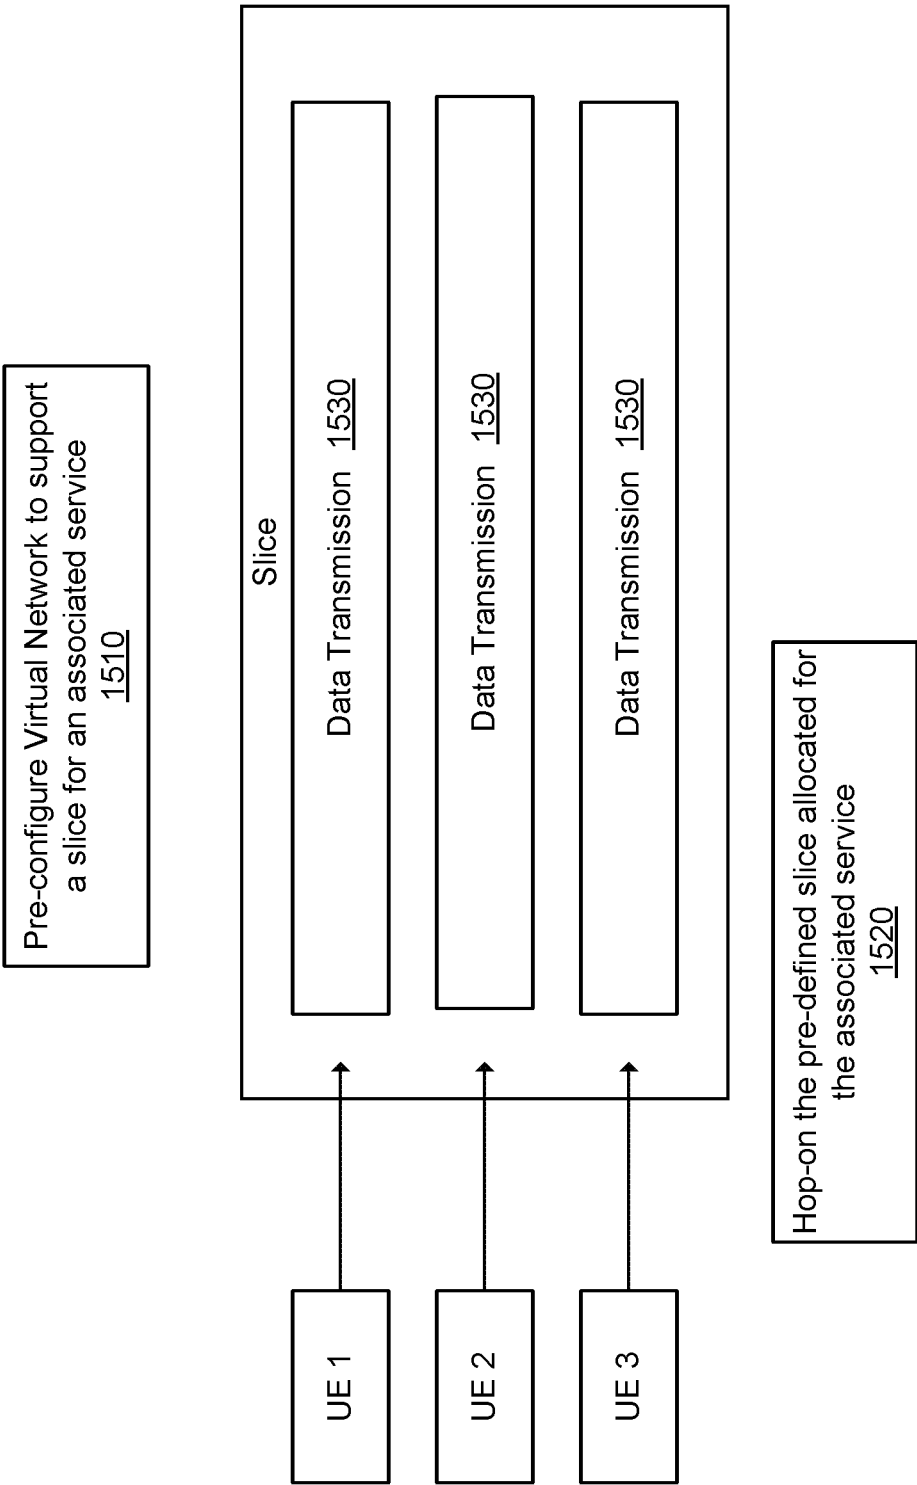 Pre-configure Virtual Network to support
a slice for an associated service
1510
Slice
UE 1
Data Transmission 1530
UE 2
Data Transmission 1530
UE 3
Data Transmission 1530
Hop-on the pre-defined slice allocated for
the associated service
1520